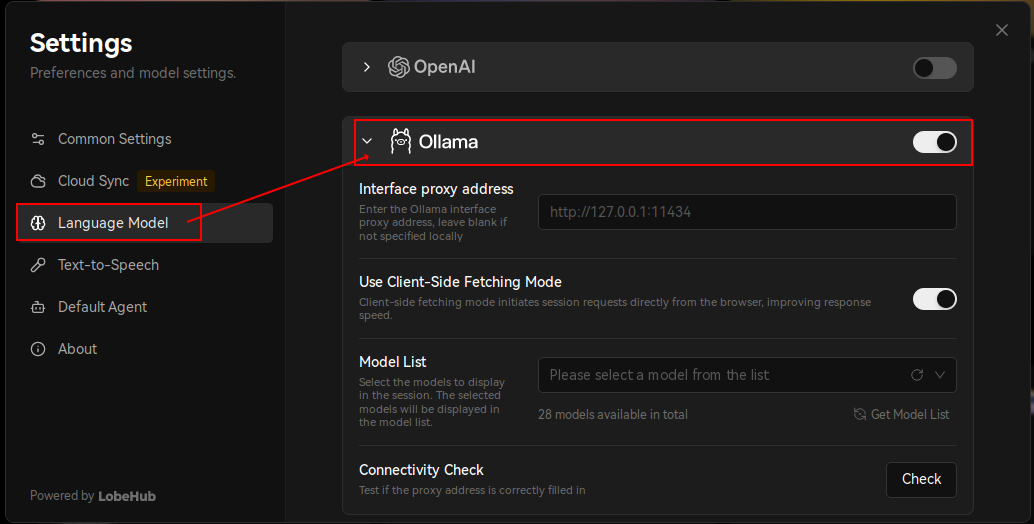 Settings
Preferences and model settings.
Common Settings
Cloud Sync Experiment
Language Model
Text-to-Speech
Default Agent
About
Powered by LobeHub
OpenAI
Ollama
Interface proxy address
Enter the Ollama interface
proxy address, leave blank if
not specified locally
http://127.0.0.1:11434
Use Client-Side Fetching Mode
Client-side fetching mode initiates session requests directly from the browser, improving response
speed.
Model List
Select the models to display
in the session. The selected
models will be displayed in
the model list.
Please select a model from the list
28 models available in total
Get Model List
Connectivity Check
Test if the proxy address is correctly filled in
Check